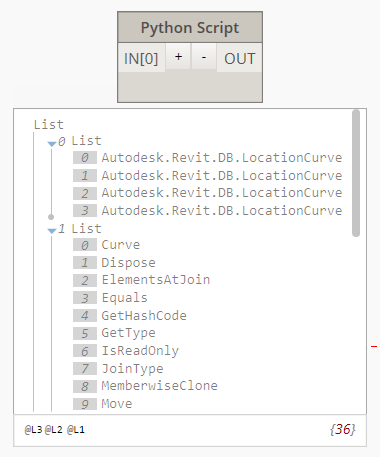 Python Script
IN[0] + - OUT
List
0 List
0 Autodesk.Revit.DB.LocationCurve
1 Autodesk.Revit.DB.LocationCurve
2 Autodesk.Revit.DB.LocationCurve
3 Autodesk.Revit.DB.LocationCurve
1 List
0 Curve
1 Dispose
2 ElementsAtJoin
3 Equals
4 GetHashCode
5 GetType
6 IsReadOnly
7 JoinType
8 MemberwiseClone
9 Move
@L3 @L2 @L1 {36}